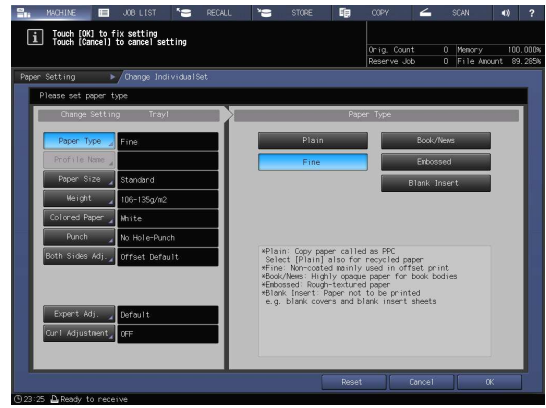 MACHINE
JOB LIST
RECALL
STORE
COPY
SCAN
?
Touch [OK] to fix setting
Touch [Cancel] to cancel setting
Orig. Count 0 Memory 100.000%
Reserve Job 0 File Amount 89.285%
Paper Setting
Change IndividualSet
Please set paper type
Change Setting Tray1
Paper Type
Paper Type Fine
Profile Name
Paper Size Standard
Weight 106-135g/m2
Colored Paper White
Punch No Hole-Punch
Both Sides Adj. Offset Default
Expert Adj. Default
Curl Adjustment OFF
Plain
Book/News
Fine
Embossed
Blank Insert
*Plain: Copy paper called as PPC
Select [Plain] also for recycled paper
*Fine: Non-coated mainly used in offset print
*Book/News: Highly opaque paper for book bodies
*Embossed: Rough-textured paper
*Blank Insert: Paper not to be printed
e.g. blank covers and blank insert sheets
Reset
Cancel
OK
23:25 Ready to receive